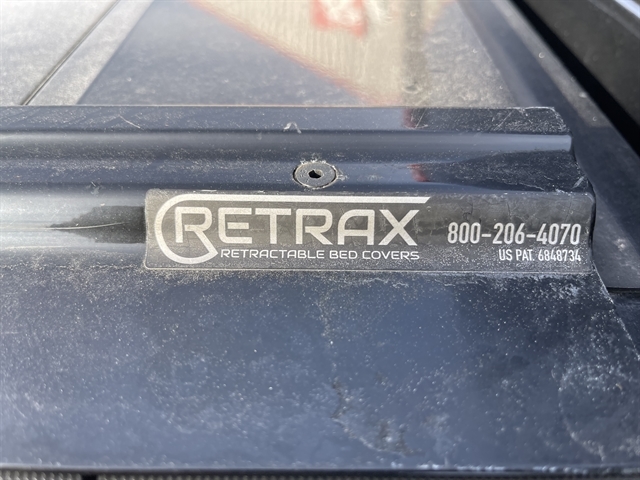 RETRAX
RETRACTABLE BED COVERS
800-206-4070
US PAT. 6848734